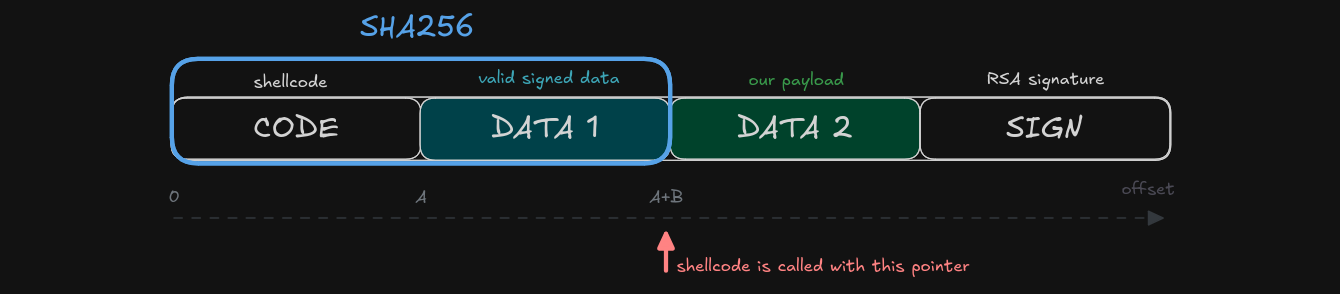 SHA256
shellcode
valid signed data
our payload
RSA signature
CODE
DATA 1
DATA 2
SIGN
0
A
A+B
offset
shellcode is called with this pointer